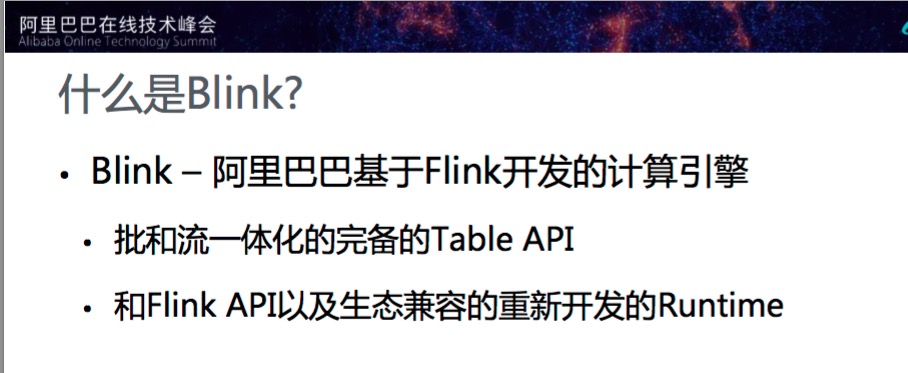 阿里巴巴在线技术峰会
Alibaba Online Technology Summit
什么是Blink?
• Blink – 阿里巴巴基于Flink开发的计算引擎
• 批和流一体化的完备的Table API
• 和Flink API以及生态兼容的重新开发的Runtime